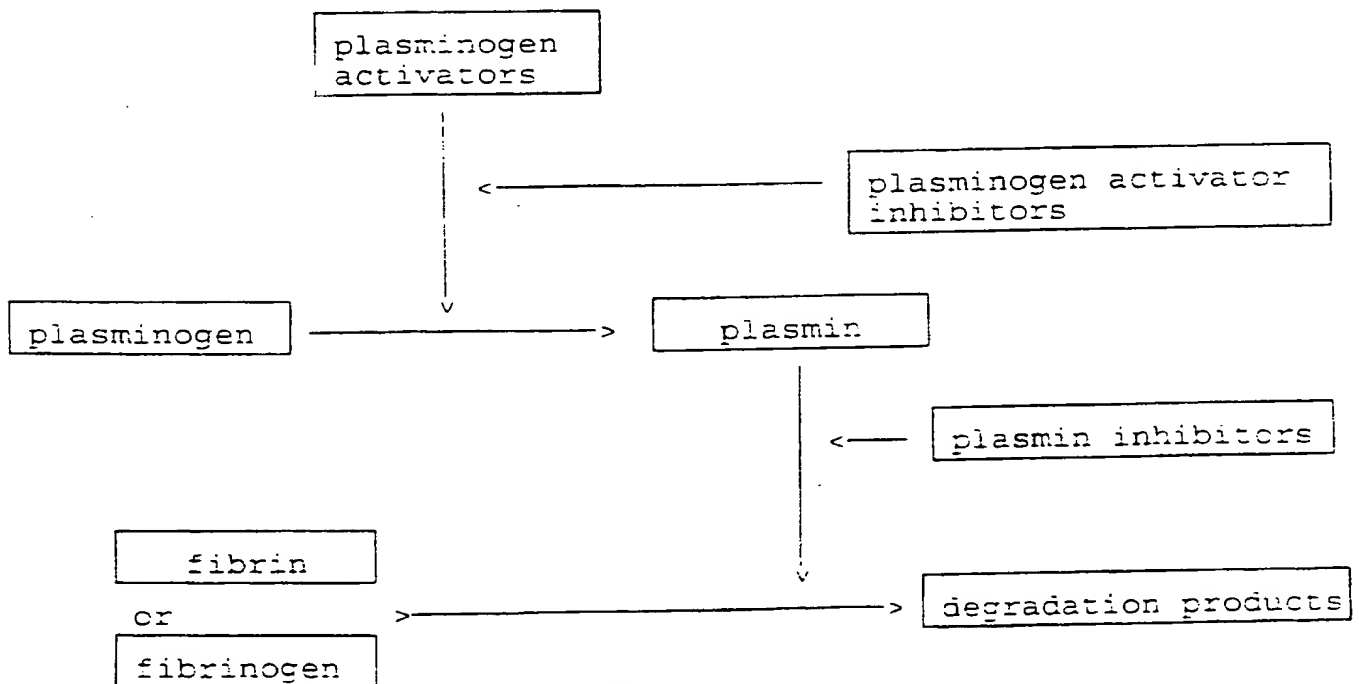 plasminogen
activators
plasminogen activator
inhibitors
plasminogen
plasmin
plasmin inhibitors
fibrin
or
degradation products
fibrinogen